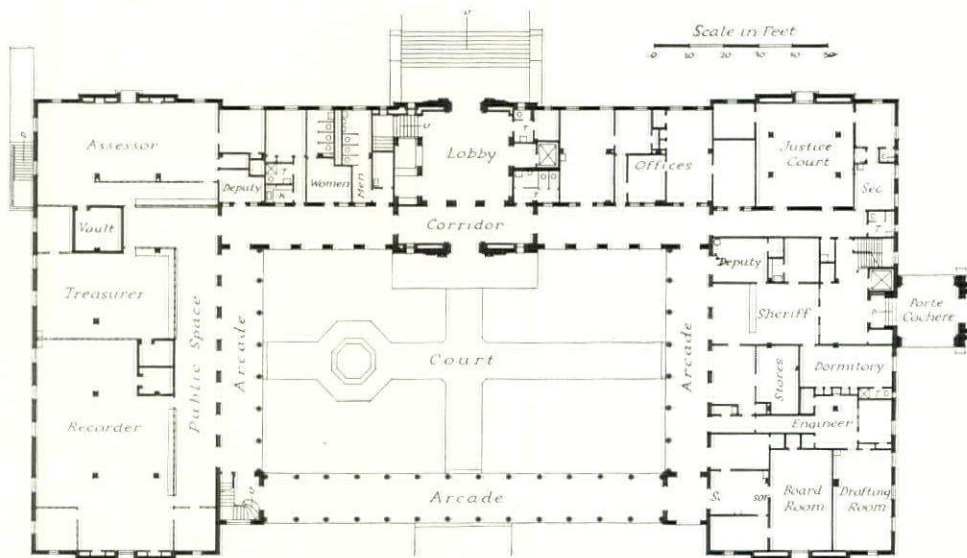 U
Scale in Feet
0 10 20 30 40 50
D
Assessor
Deputy
T
K
Women
Men
U
Lobby
T
T
Offices
Justice
Court
Sec
C
C
T
Vault
Corridor
Treasurer
Public Space
Arcade
Court
Arcade
Deputy
Sheriff
D
Porte
Cochere
Stores
Dormitory
Recorder
Engineer
T
C
U
Arcade
Board
Room
Drafting
Room